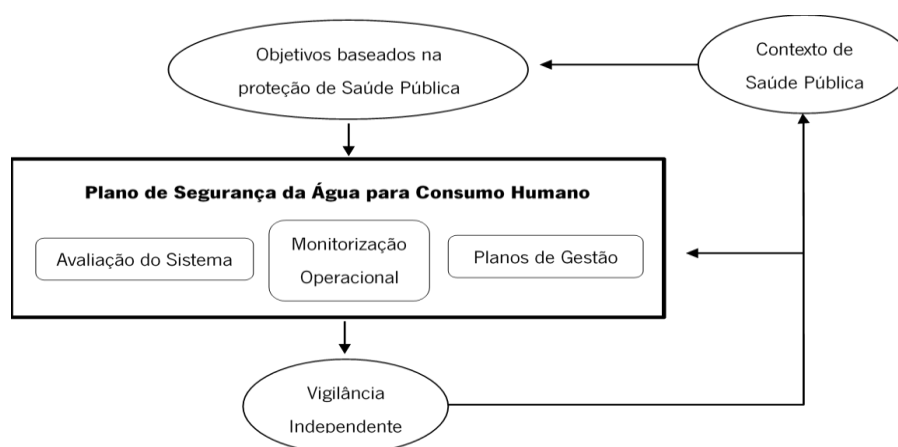 Objetivos baseados na
proteção de Saúde Pública
Contexto de
Saúde Pública
Plano de Segurança da Água para Consumo Humano
Avaliação do Sistema
Monitorização
Operacional
Planos de Gestão
Vigilância
Independente